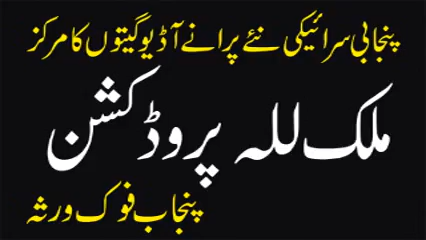 پنجابی سرائیکی نئے پرانے آڈیو گیتوں کا مرکز
ملک للہ پروڈکشن
پنجاب فوک ورثہ